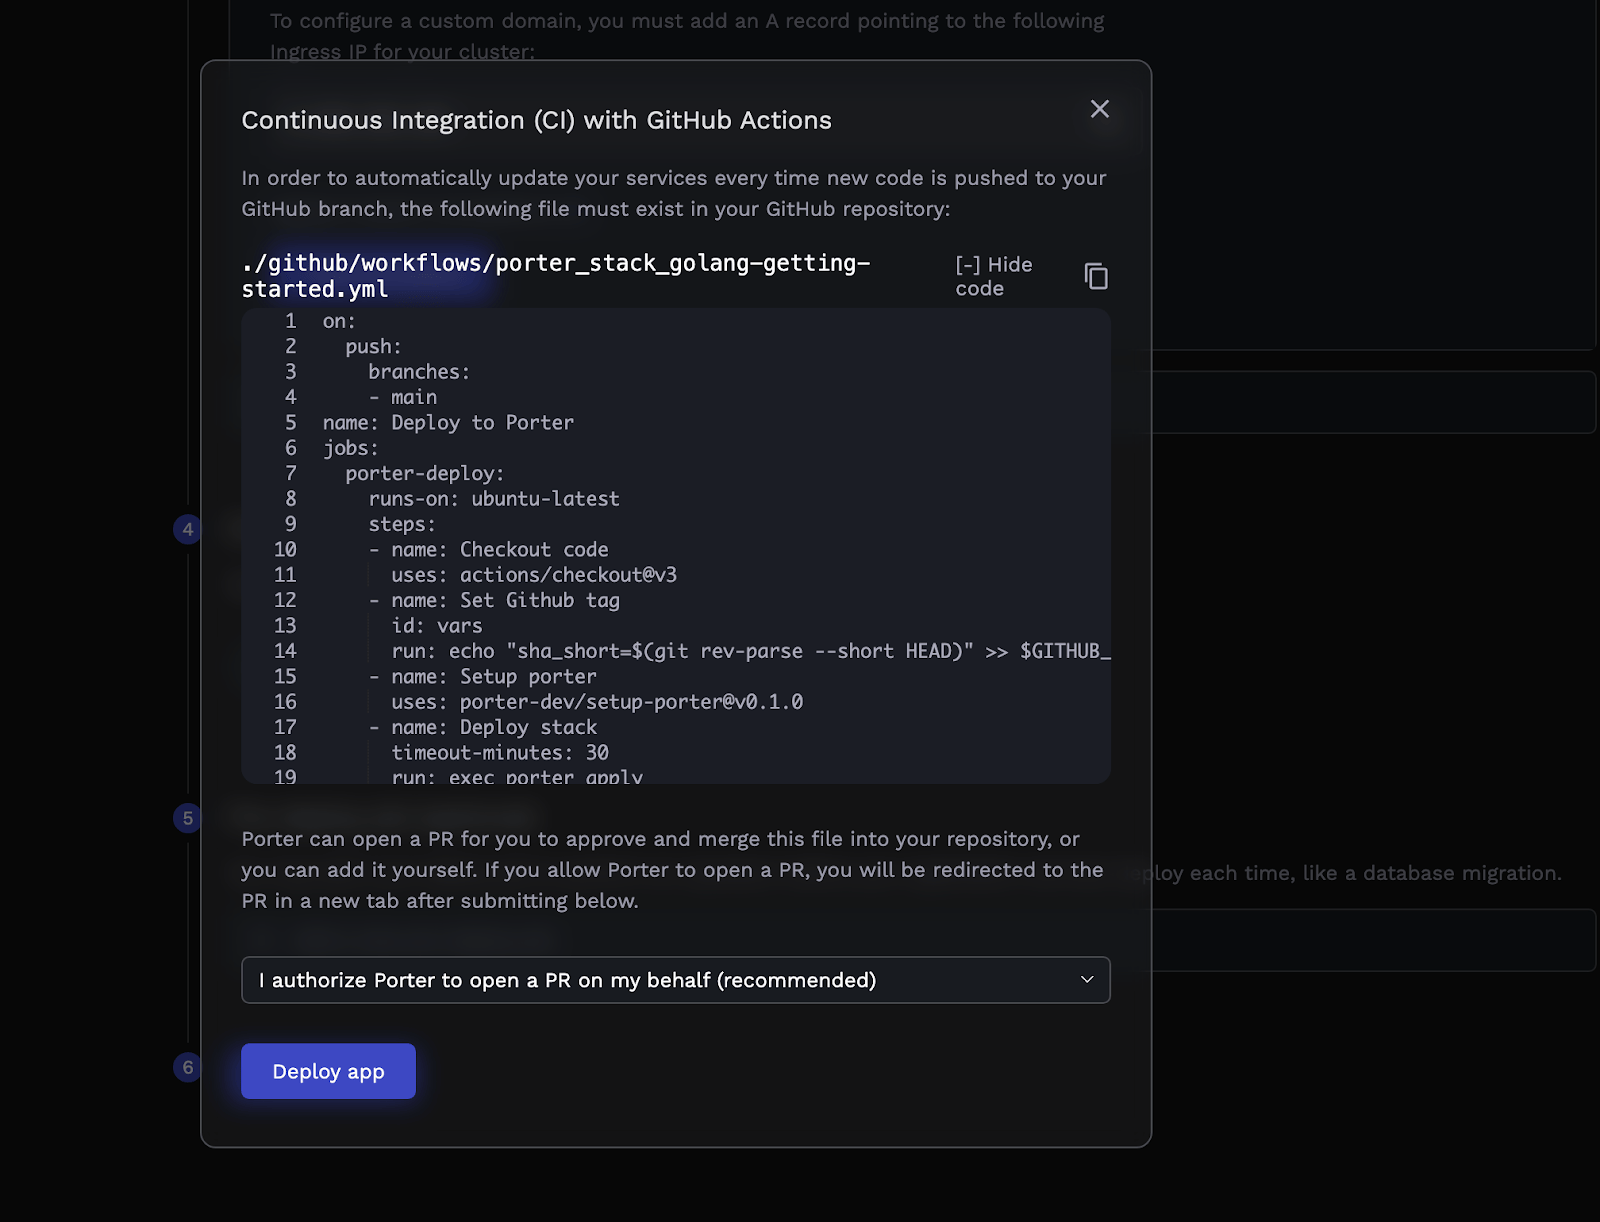 To configure a custom domain, you must add an A record pointing to the following
Ingress IP for your cluster:
Continuous Integration (CI) with GitHub Actions
In order to automatically update your services every time new code is pushed to your
GitHub branch, the following file must exist in your GitHub repository:
./github/workflows/porter_stack_golang-getting-
started.yml
[-] Hide
code
1 on:
2 push:
3 branches:
4 - main
5 name: Deploy to Porter
6 jobs:
7 porter-deploy:
8 runs-on: ubuntu-latest
9 steps:
10 - name: Checkout code
11 uses: actions/checkout@v3
12 - name: Set Github tag
13 id: vars
14 run: echo "sha_short=$(git rev-parse --short HEAD)" >> $GITHUB_
15 - name: Setup porter
16 uses: porter-dev/setup-porter@v0.1.0
17 - name: Deploy stack
18 timeout-minutes: 30
19 run: exec porter apply
4
5
Porter can open a PR for you to approve and merge this file into your repository, or
you can add it yourself. If you allow Porter to open a PR, you will be redirected to the
PR in a new tab after submitting below.
each time, like a database migration.
I authorize Porter to open a PR on my behalf (recommended)
6
Deploy app